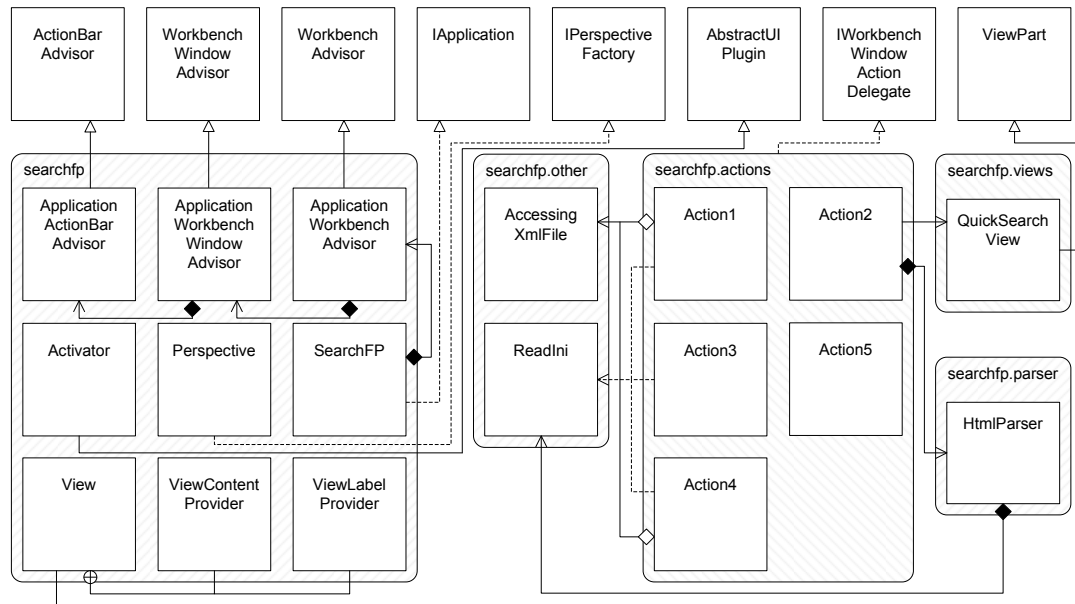 ActionBar
Advisor
Workbench
Window
Advisor
Workbench
Advisor
IApplication
IPerspective
Factory
AbstractUI
Plugin
IWorkbench
Window
Action
Delegate
ViewPart
searchfp
Application
ActionBar
Advisor
Application
Workbench
Window
Advisor
Application
Workbench
Advisor
Activator
Perspective
SearchFP
View
ViewContent
Provider
ViewLabel
Provider
searchfp.other
Accessing
XmlFile
ReadIni
searchfp.actions
Action1
Action2
Action3
Action5
Action4
searchfp.views
QuickSearch
View
searchfp.parser
HtmlParser